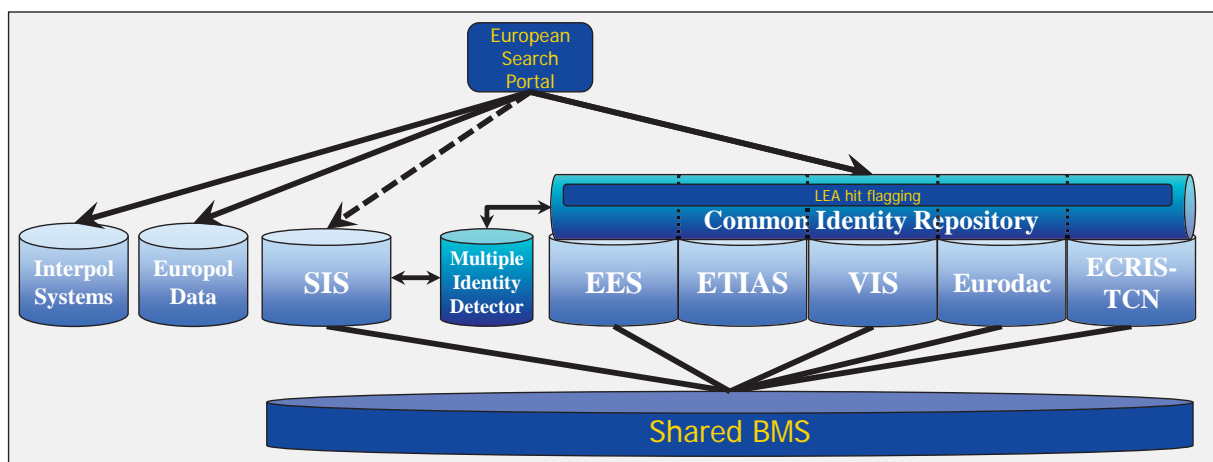 European
Search
Portal
LEA hit flagging
Common Identity Repository
Interpol
Systems
Europol
Data
SIS
Multiple
Identity
Detector
EES
ETIAS
VIS
Eurodac
ECRIS-
TCN
Shared BMS